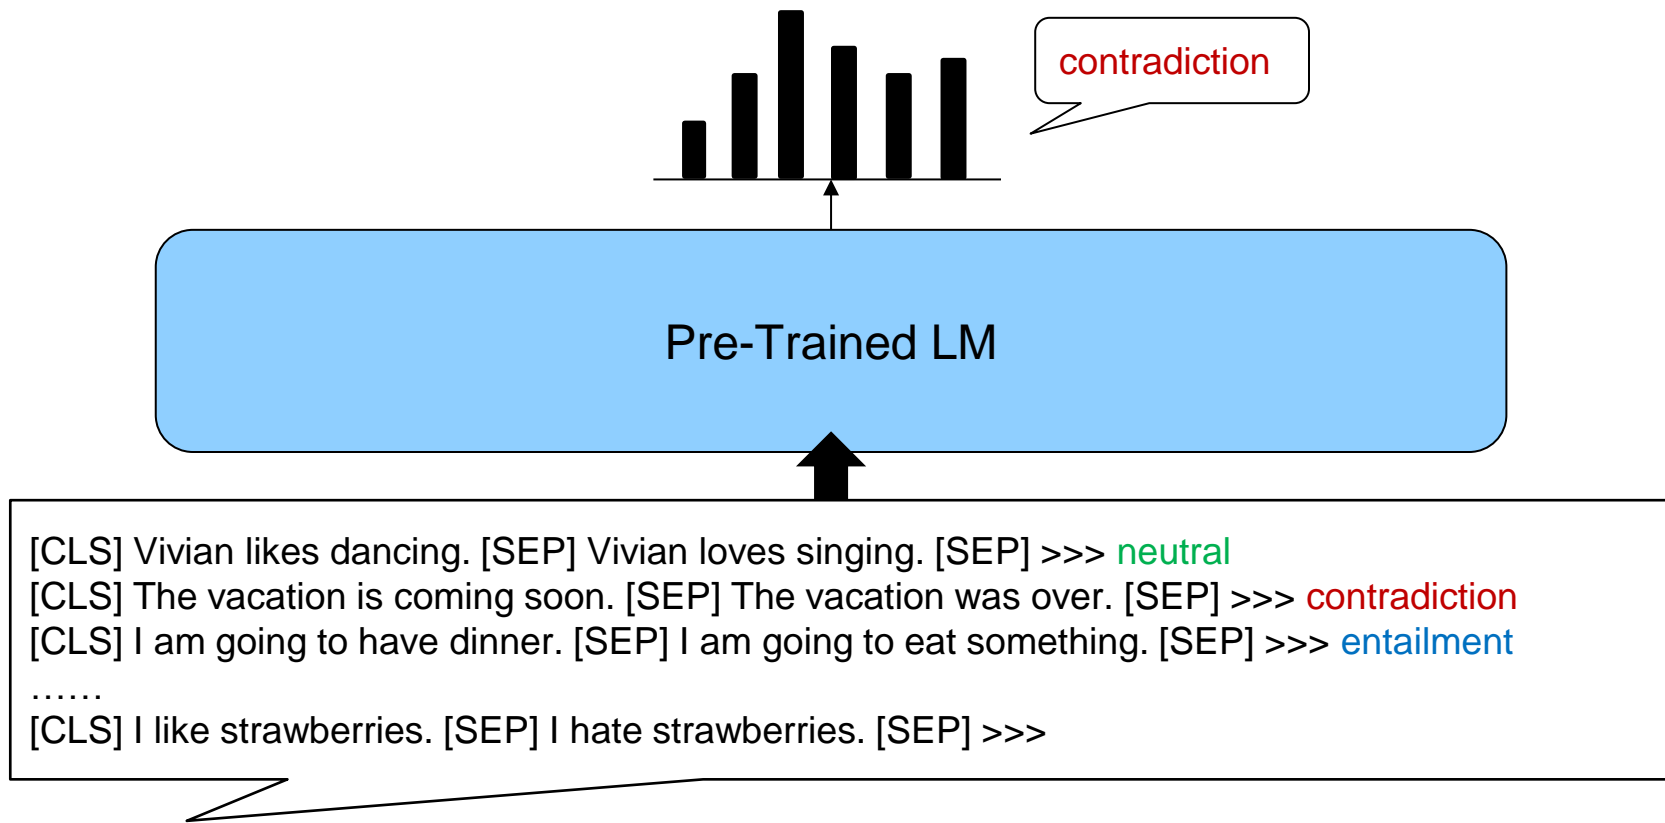 contradiction
Pre-Trained LM
[CLS] Vivian likes dancing. [SEP] Vivian loves singing. [SEP] >>> neutral
[CLS] The vacation is coming soon. [SEP] The vacation was over. [SEP] >>> contradiction
[CLS] I am going to have dinner. [SEP] I am going to eat something. [SEP] >>> entailment
……
[CLS] I like strawberries. [SEP] I hate strawberries. [SEP] >>>